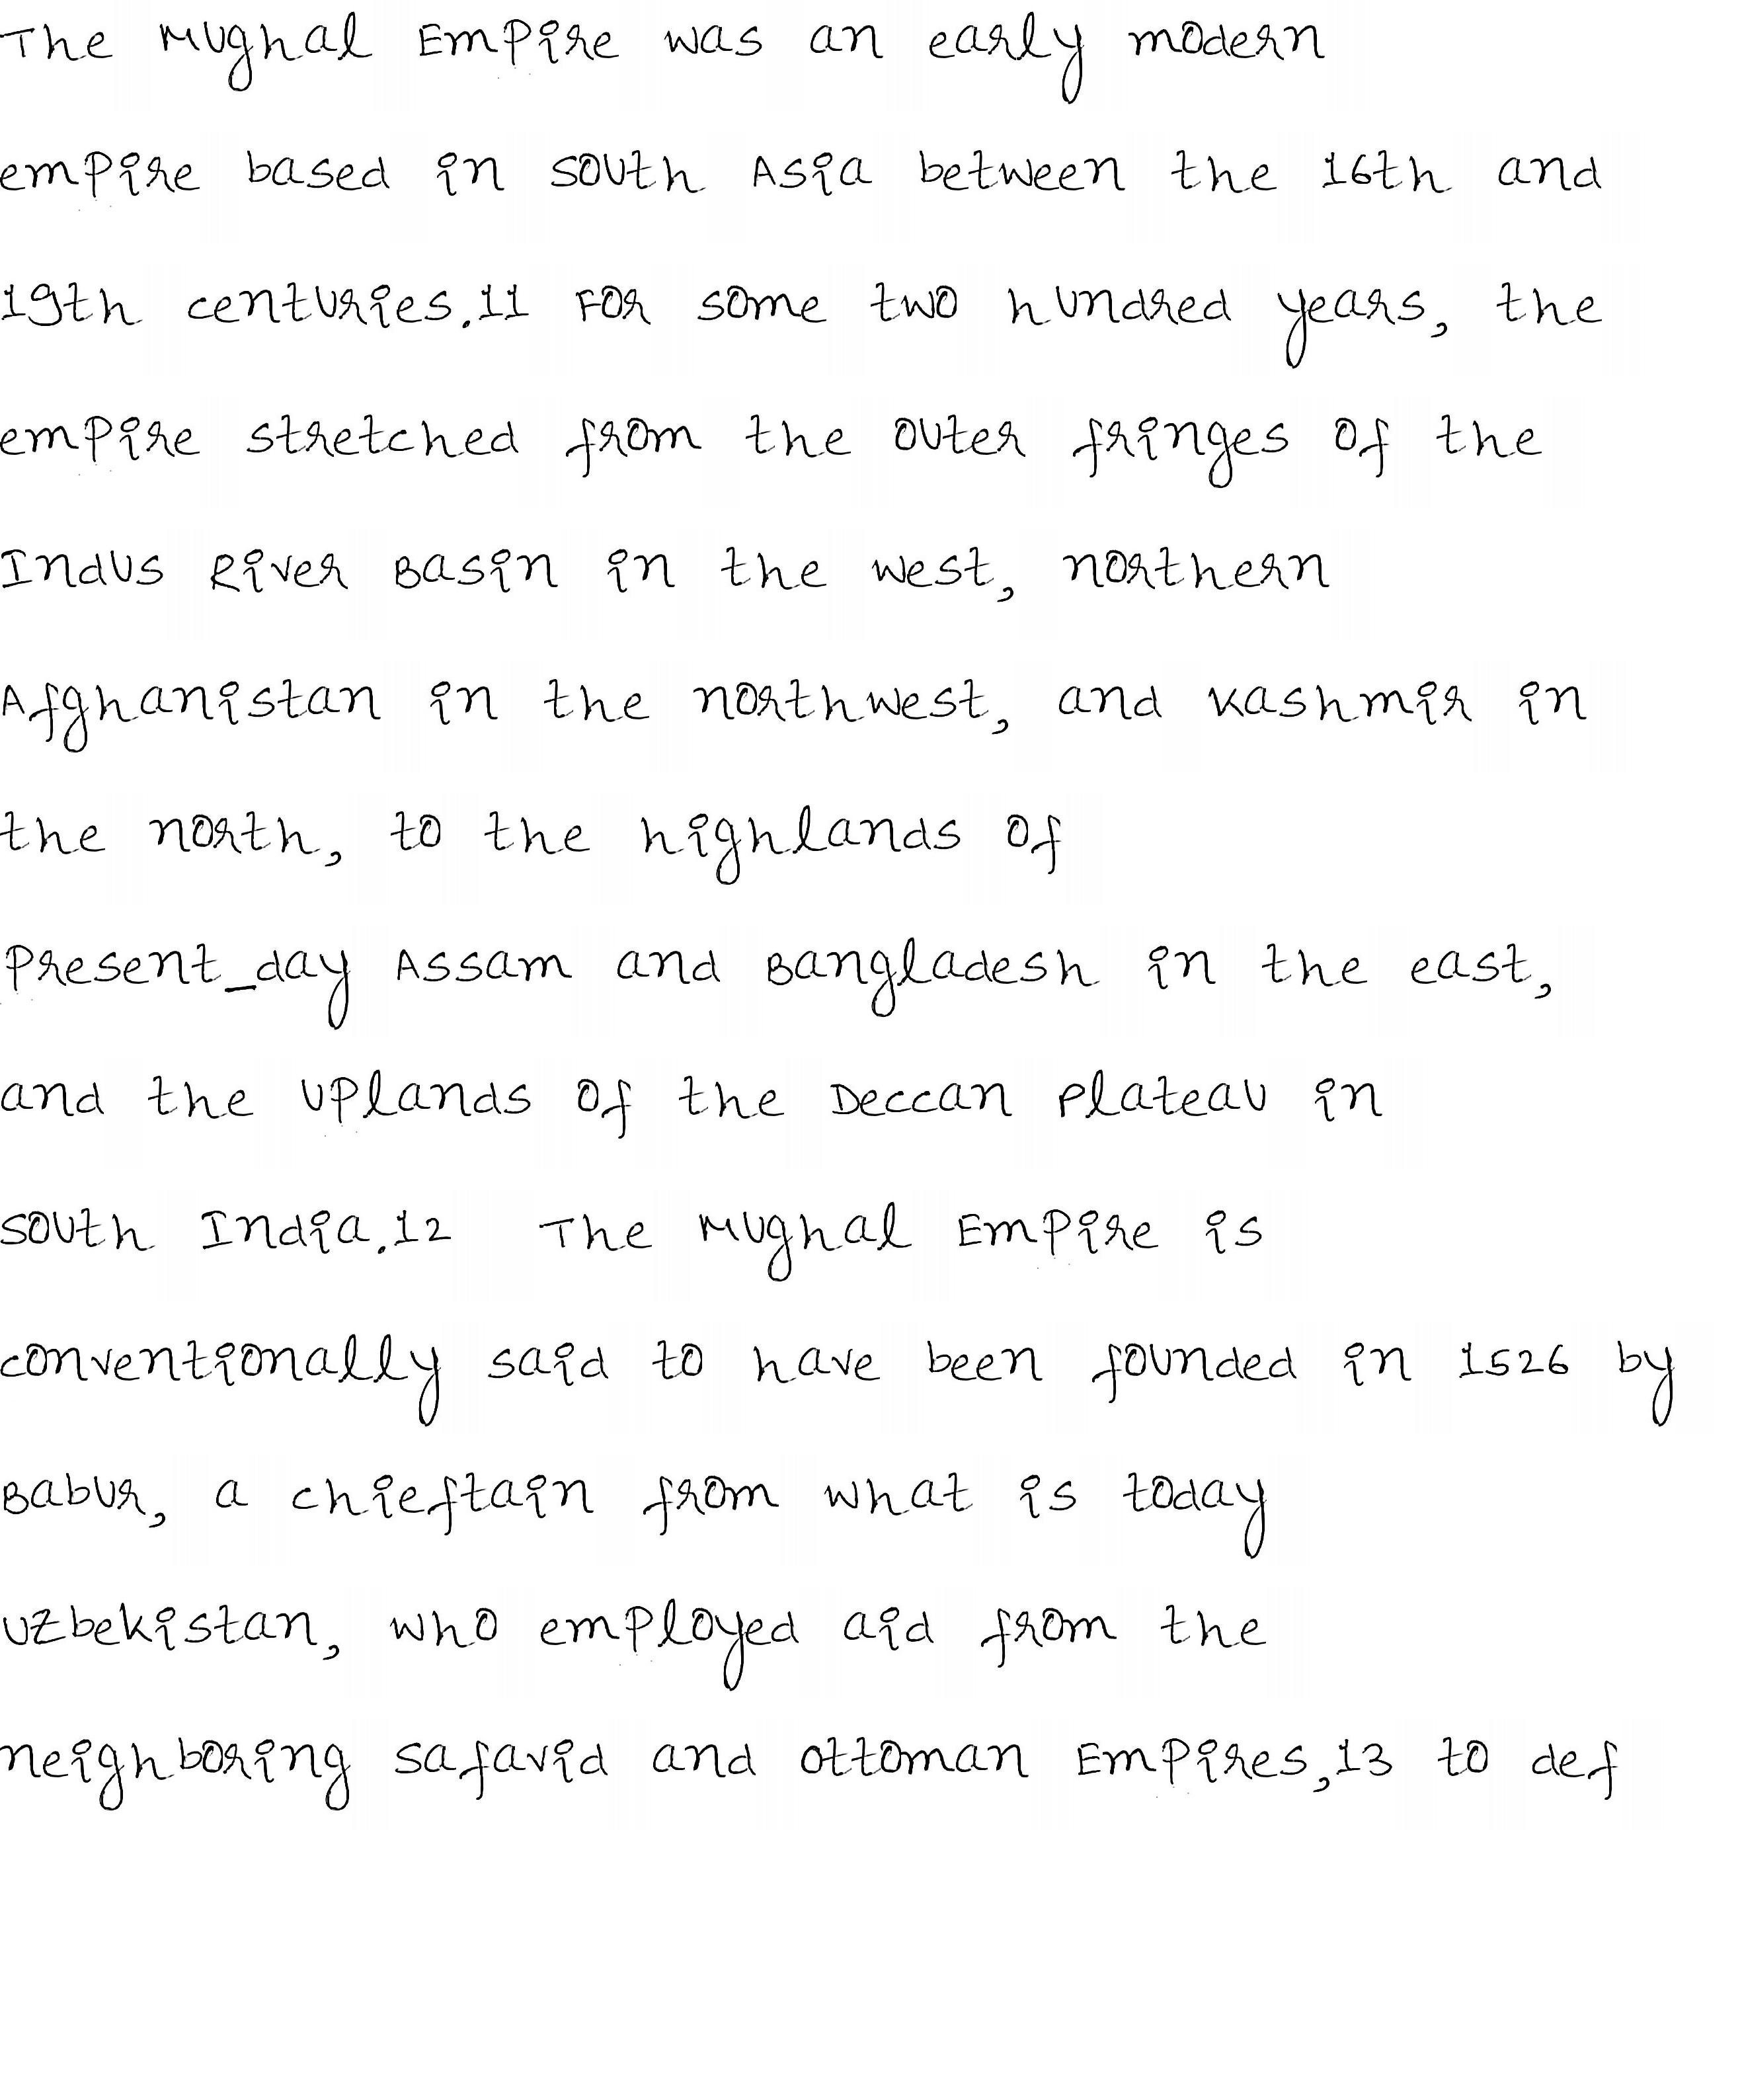 The Mughal Empire was an early modern
empire based in South Asia between the 16th and
19th centuries.11 For some two hundred years, the
empire stretched from the outer fringes of the
Indus River Basin in the west, northern
Afghanistan in the northwest, and Kashmir in
the north, to the highlands of
present_day Assam and Bangladesh in the east,
and the uplands of the Deccan Plateau in
South India.12 The Mughal Empire is
conventionally said to have been founded in 1526 by
Babur, a chieftain from what is today
Uzbekistan, who employed aid from the
neighboring Safavid and Ottoman Empires,13 to def